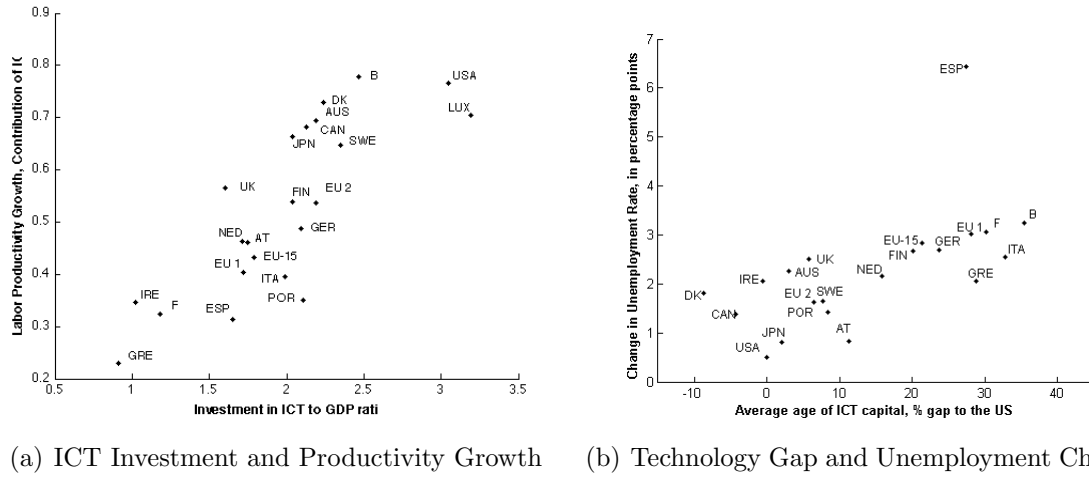 0.9
0.8
0.7
0.6
0.5
0.4
0.3
0.2
0.5 1 1.5 2 2.5 3 3.5
Labor Productivity Growth, Contribution of I(
Investment in ICT to GDP rati
B
USA
DK
LUX
AUS
CAN
JPN
SWE
UK
FIN
EU 2
GER
NED
AT
EU-15
EU 1
ITA
POR
IRE
F
ESP
GRE
(a) ICT Investment and Productivity Growth
7
6
5
4
3
2
1
0
-10 0 10 20 30 40
Change in Unemployment Rate, in percentage points
Average age of ICT capital, % gap to the US
ESP
B
EU 1
F
EU-15
GER
FIN
ITA
UK
AUS
NED
GRE
IRE
DK
EU 2
SWE
CAN
POR
JPN
AT
USA
(b) Technology Gap and Unemployment Ch